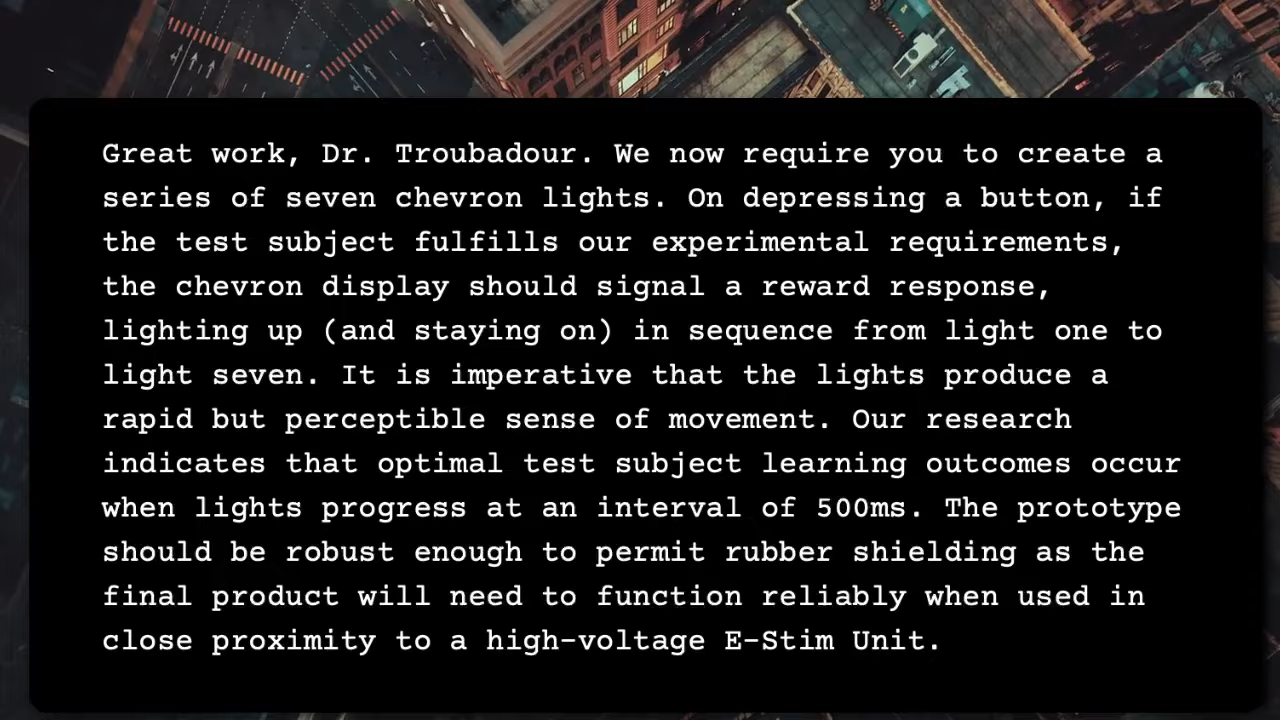 Great work, Dr. Troubadour. We now require you to create a
series of seven chevron lights. On depressing a button, if
the test subject fulfills our experimental requirements,
the chevron display should signal a reward response,
lighting up (and staying on) in sequence from light one to
light seven. It is imperative that the lights produce a
rapid but perceptible sense of movement. Our research
indicates that optimal test subject learning outcomes occur
when lights progress at an interval of 500ms. The prototype
should be robust enough to permit rubber shielding as the
final product will need to function reliably when used in
close proximity to a high-voltage E-Stim Unit.